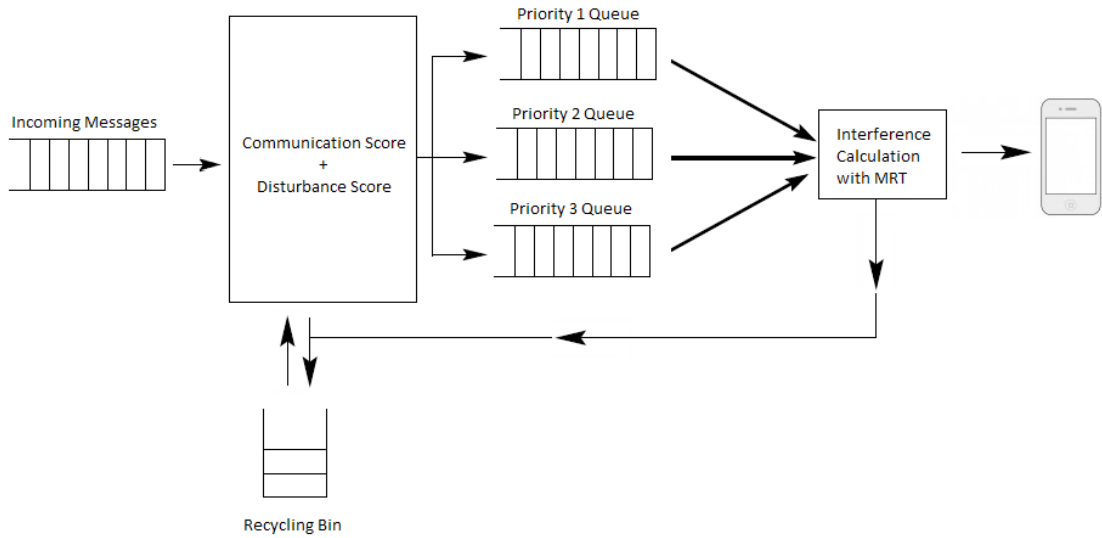 Priority 1 Queue
Incoming Messages
Communication Score
+
Disturbance Score
Priority 2 Queue
Interference
Calculation
with MRT
Priority 3 Queue
Recycling Bin